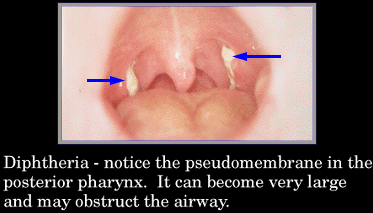 Diphtheria - notice the pseudomembrane in the
posterior pharynx.  It can become very large
and may obstruct the airway.